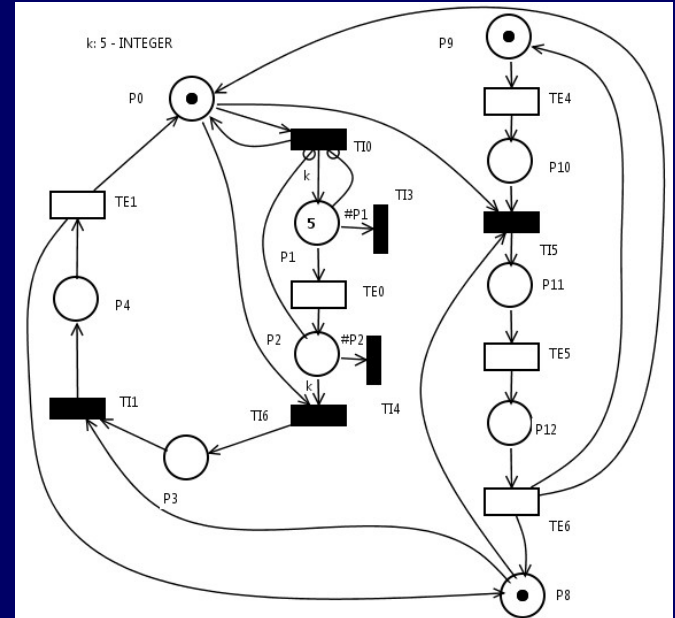 k: 5 - INTEGER
P9
P0
TE4
TI0
P10
k
TI3
TE1
#P1
5
TI5
P1
P11
TE0
P4
P2
#P2
TE5
k
TI1
TI6
TI4
P12
P3
TE6
P8